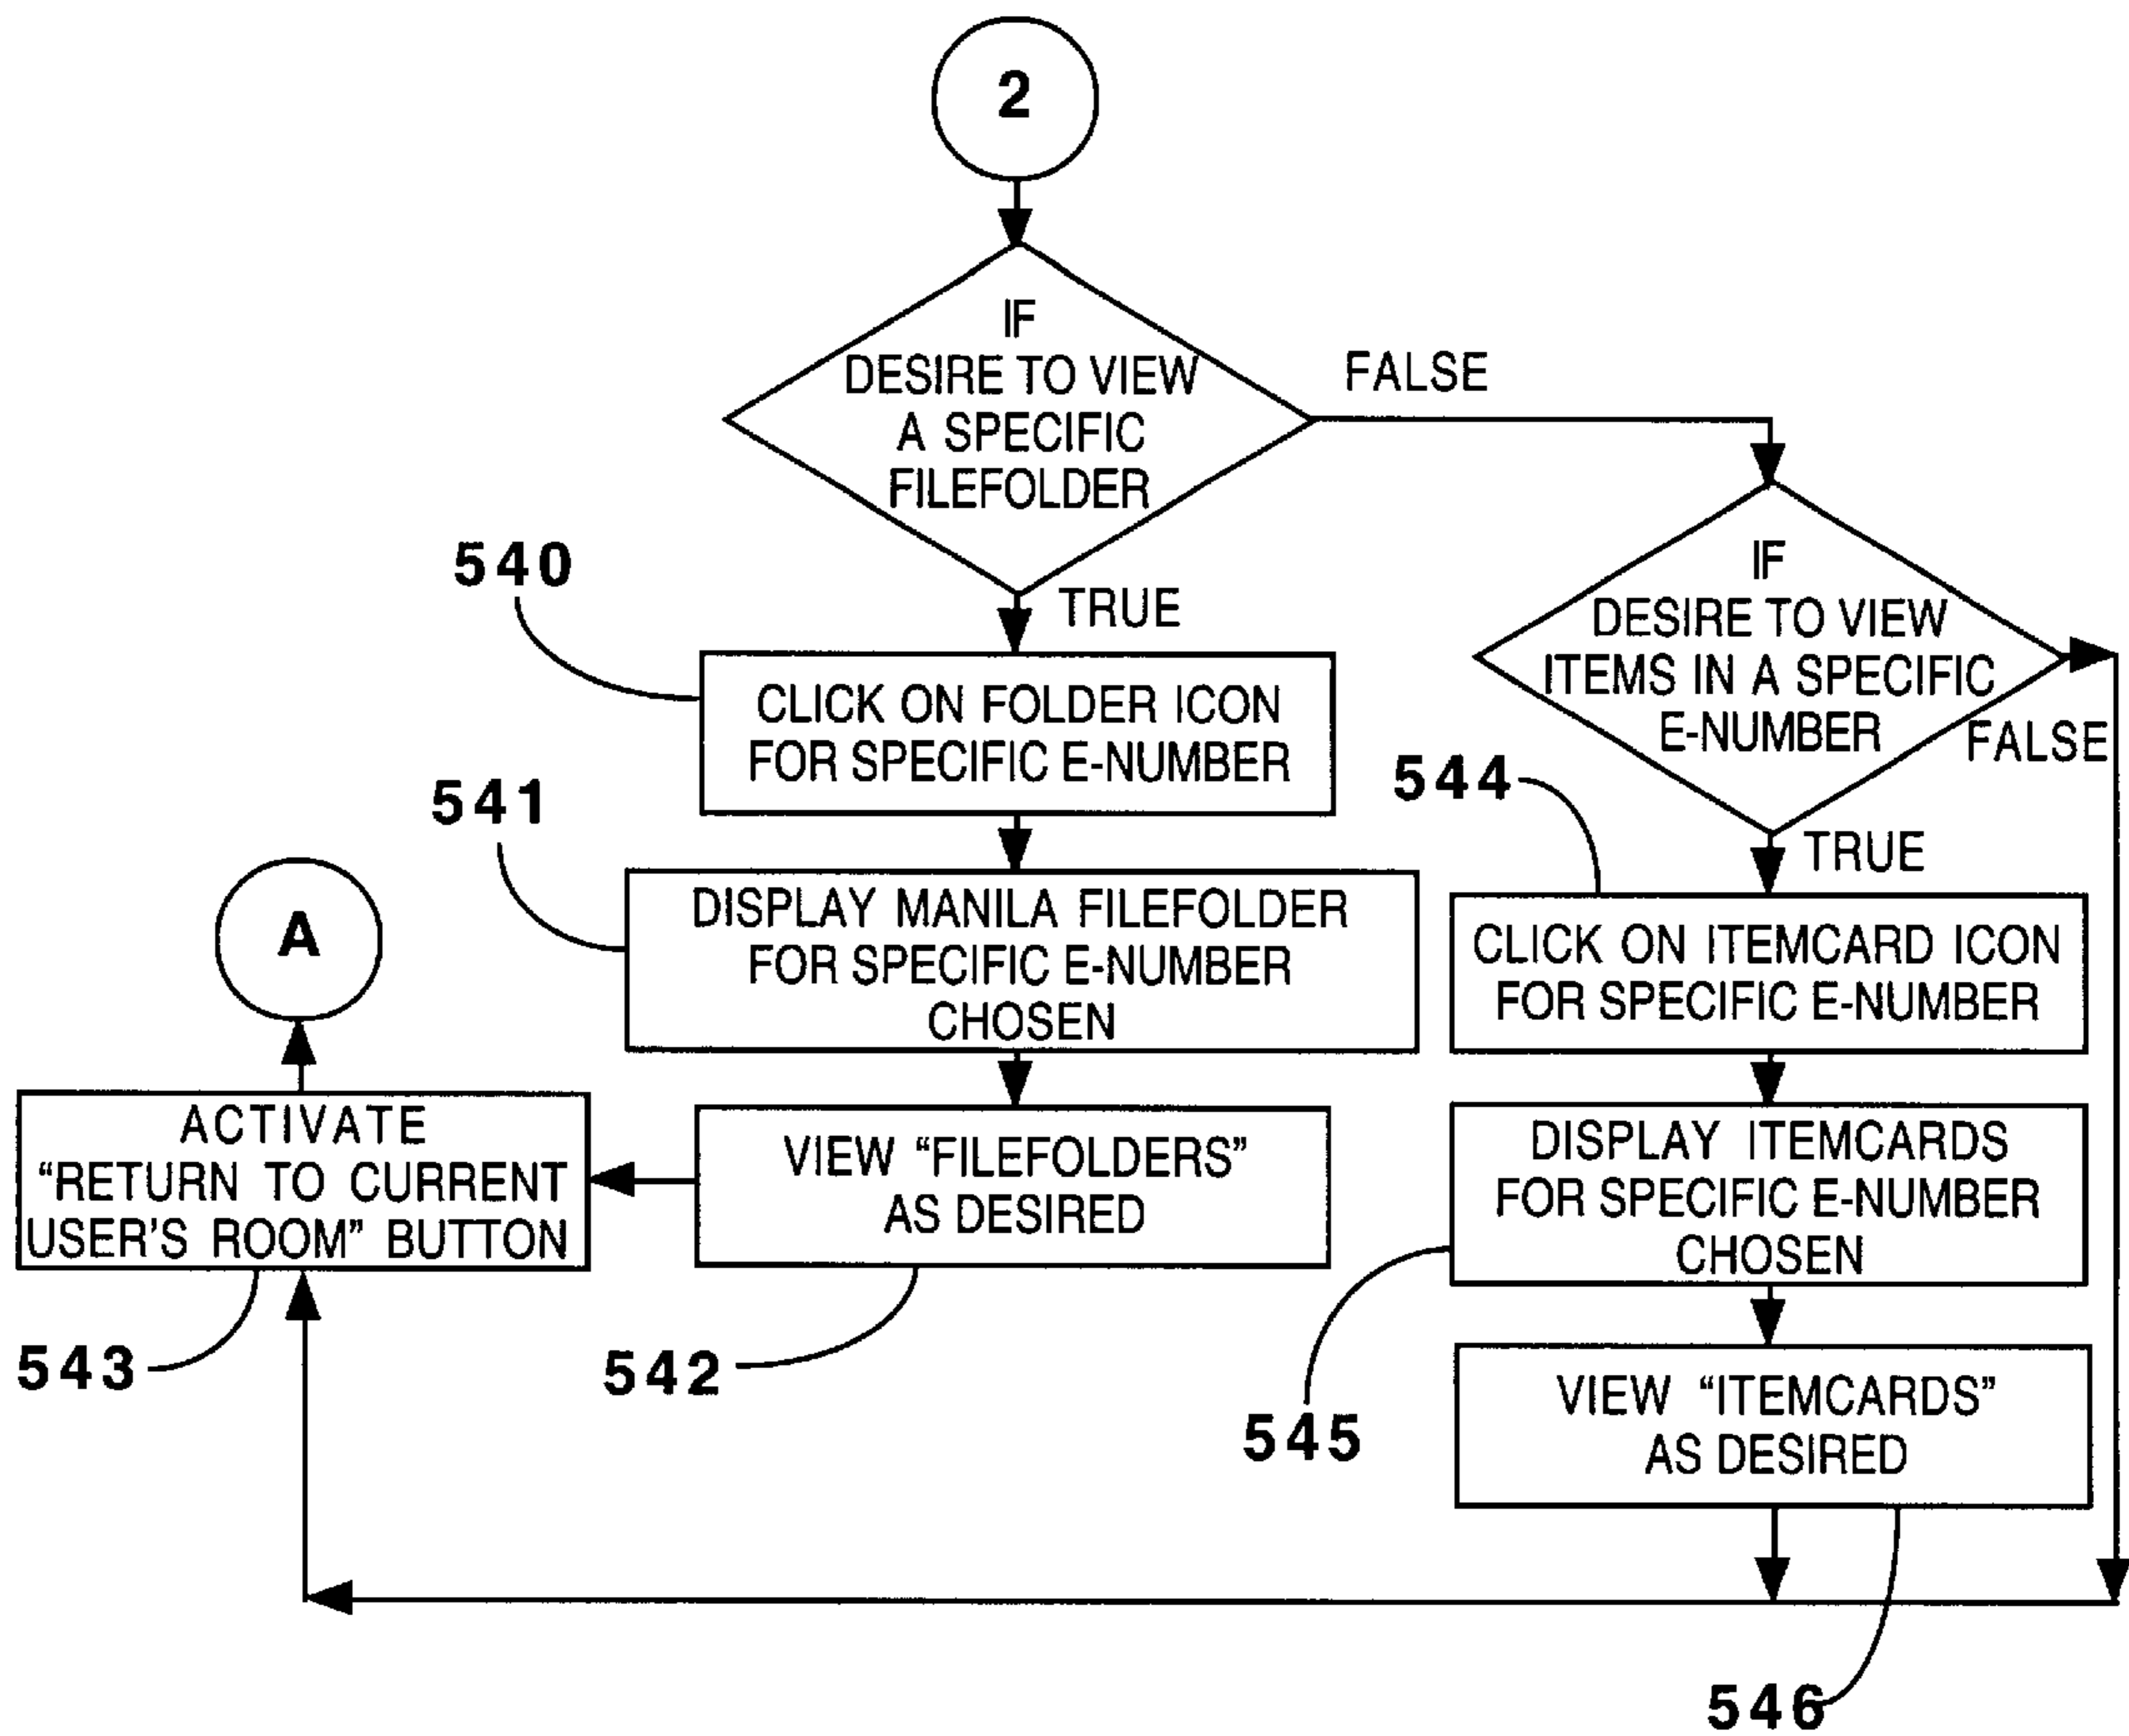 2
IF
DESIRE TO VIEW
A SPECIFIC
FILEFOLDER
FALSE
TRUE
540
CLICK ON FOLDER ICON
FOR SPECIFIC E-NUMBER
541
DISPLAY MANILA FILEFOLDER
FOR SPECIFIC E-NUMBER
CHOSEN
VIEW “FILEFOLDERS”
AS DESIRED
542
A
ACTIVATE
“RETURN TO CURRENT
USER'S ROOM” BUTTON
543
IF
DESIRE TO VIEW
ITEMS IN A SPECIFIC
E-NUMBER
FALSE
TRUE
544
CLICK ON ITEMCARD ICON
FOR SPECIFIC E-NUMBER
DISPLAY ITEMCARDS
FOR SPECIFIC E-NUMBER
CHOSEN
545
VIEW “ITEMCARDS”
AS DESIRED
546